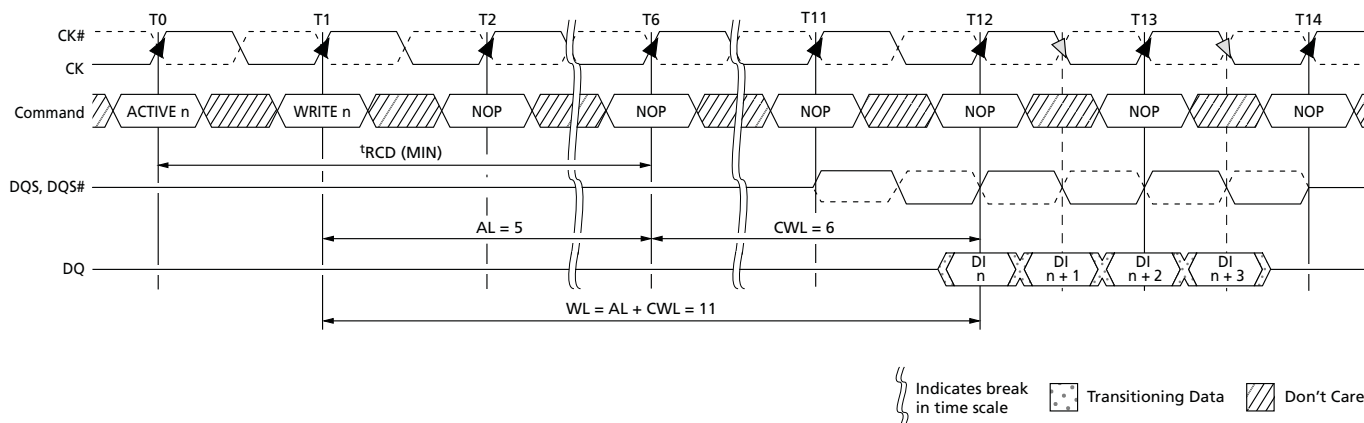 T0 T1 T2 T6 T11 T12 T13 T14
CK#
CK
Command ACTIVE n WRITE n NOP NOP NOP NOP NOP NOP
tRCD (MIN)
DQS, DQS#
AL = 5 CWL = 6
DQ DI n DI n + 1 DI n + 2 DI n + 3
WL = AL + CWL = 11
Indicates break in time scale
Transitioning Data
Don't Care